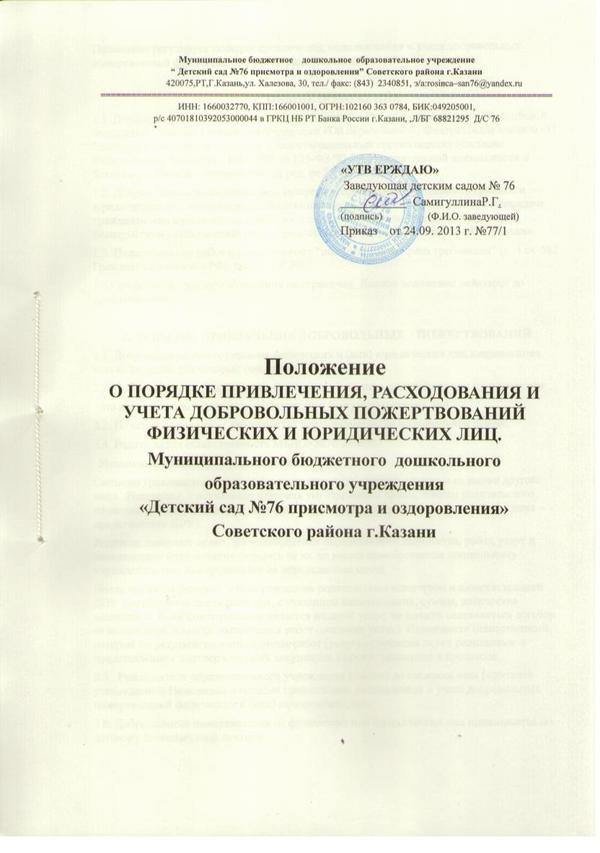 Муниципальное бюджетное дошкольное образовательное учреждение
“ Детский сад №76 присмотра и оздоровления” Советского района г.Казани
420075,РТ,Г.Казань,ул. Халезова, 30, тел./ факс: (843) 2340851, э/а:rosinca–san76@yandex.ru
ИНН: 1660032770, КПП:166001001, ОГРН:102160 363 0784, БИК:049205001,
р/с 40701810392053000044 в ГРКЦ НБ РТ Банка России г.Казани, ,Л/БГ 68821295 Д/С 76
«УТВ ЕРЖДАЮ»
Заведующая детским садом № 76
СамигуллинаР.Г.
(подпись) (Ф.И.О. заведующей)
Приказ от 24.09. 2013 г. №77/1
Положение
О ПОРЯДКЕ ПРИВЛЕЧЕНИЯ, РАСХОДОВАНИЯ И
УЧЕТА ДОБРОВОЛЬНЫХ ПОЖЕРТВОВАНИЙ
ФИЗИЧЕСКИХ И ЮРИДИЧЕСКИХ ЛИЦ.
Муниципального бюджетного дошкольного
образовательного учреждения
«Детский сад №76 присмотра и оздоровления»
Советского района г.Казани